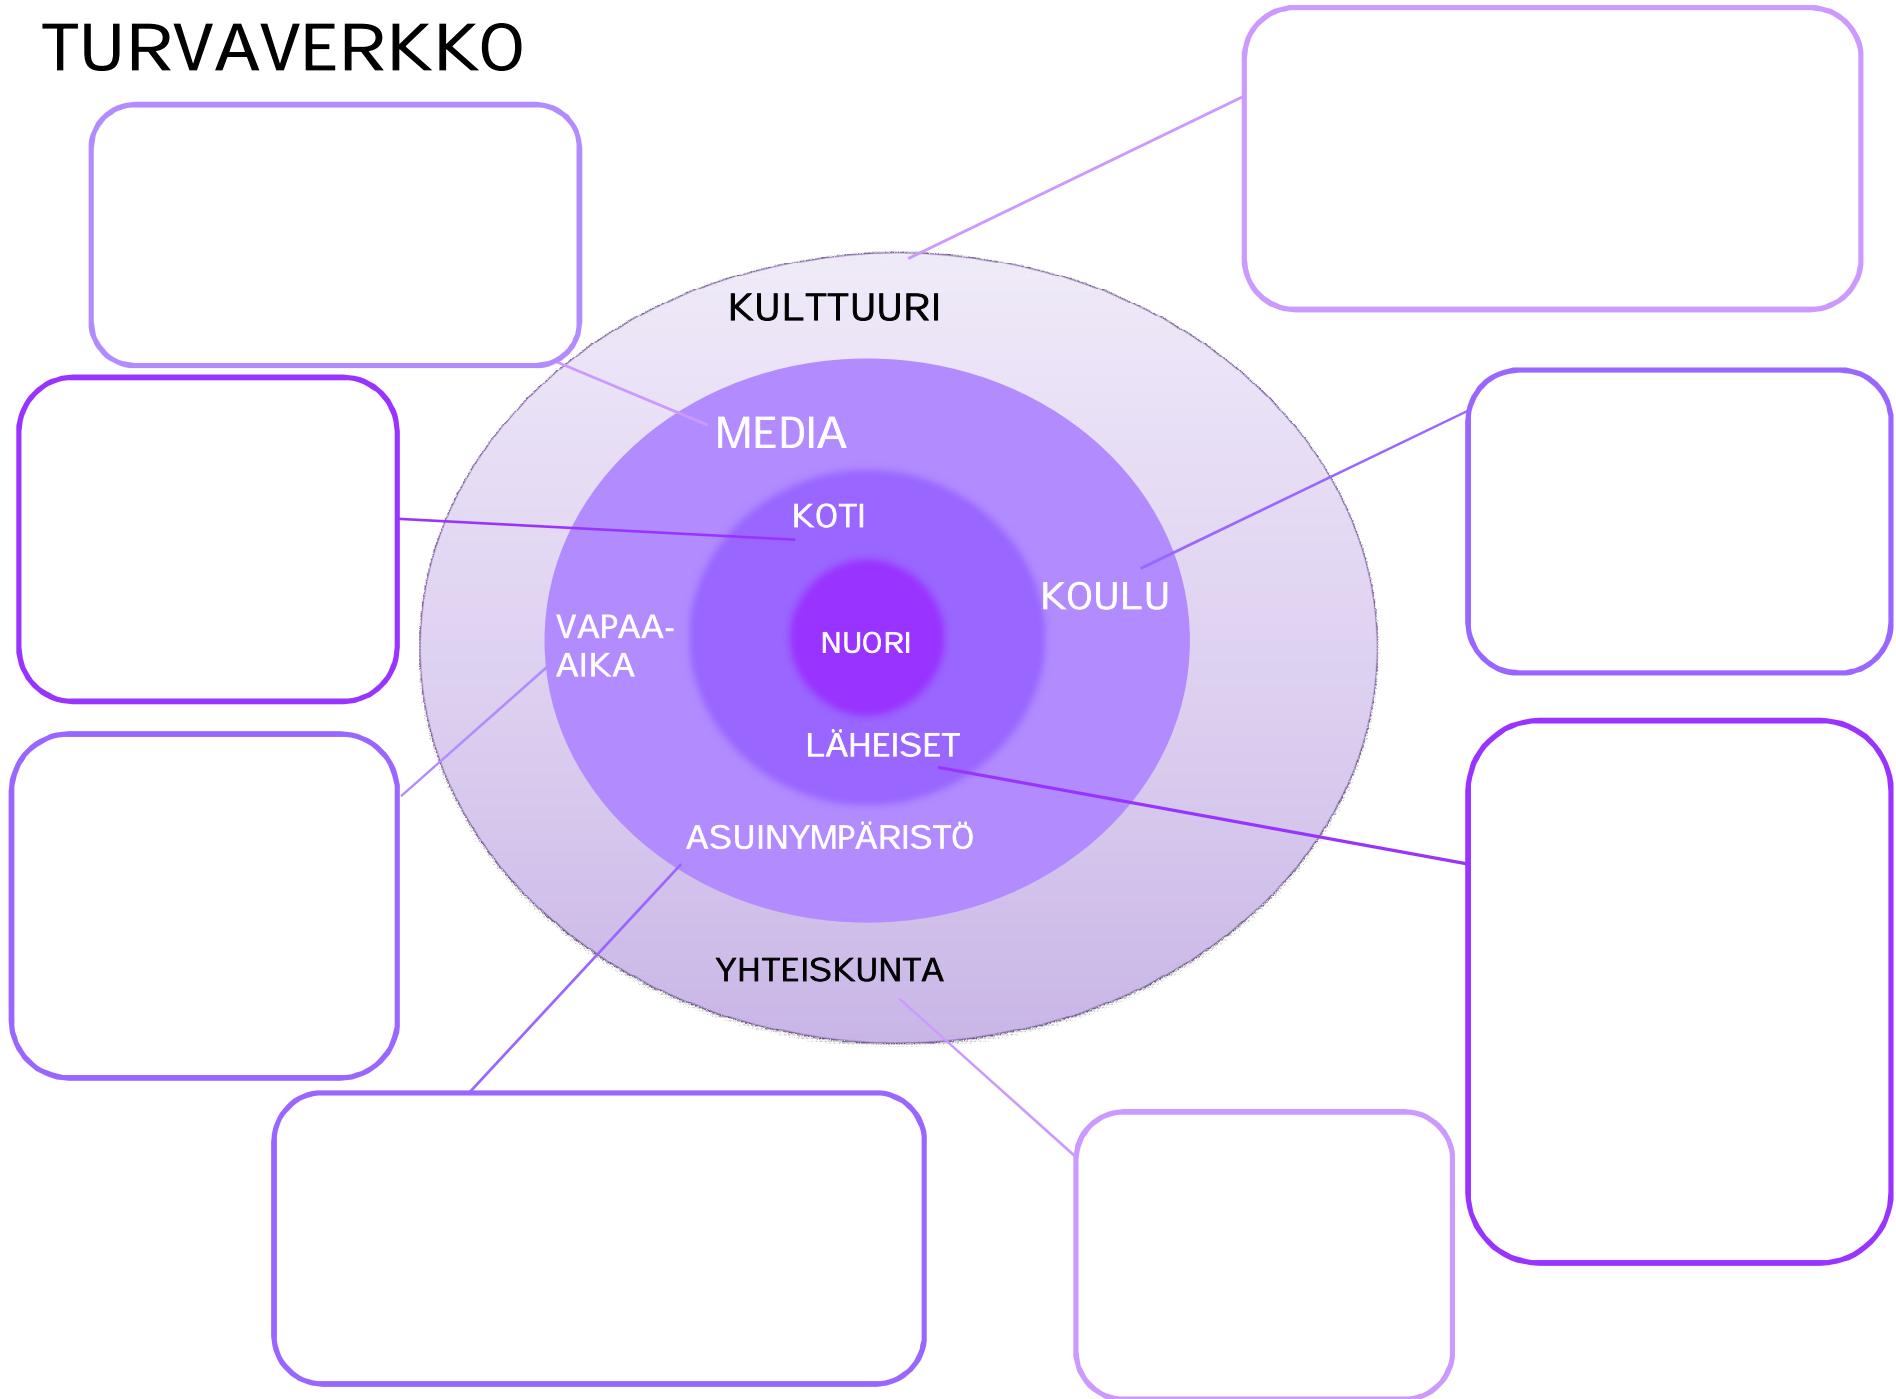 TURVAVERKKO
KULTTUURI
MEDIA
KOTI
KOULU
VAPAA-
AIKA
NUORI
LÄHEISET
ASUINYMPÄRISTÖ
YHTEISKUNTA